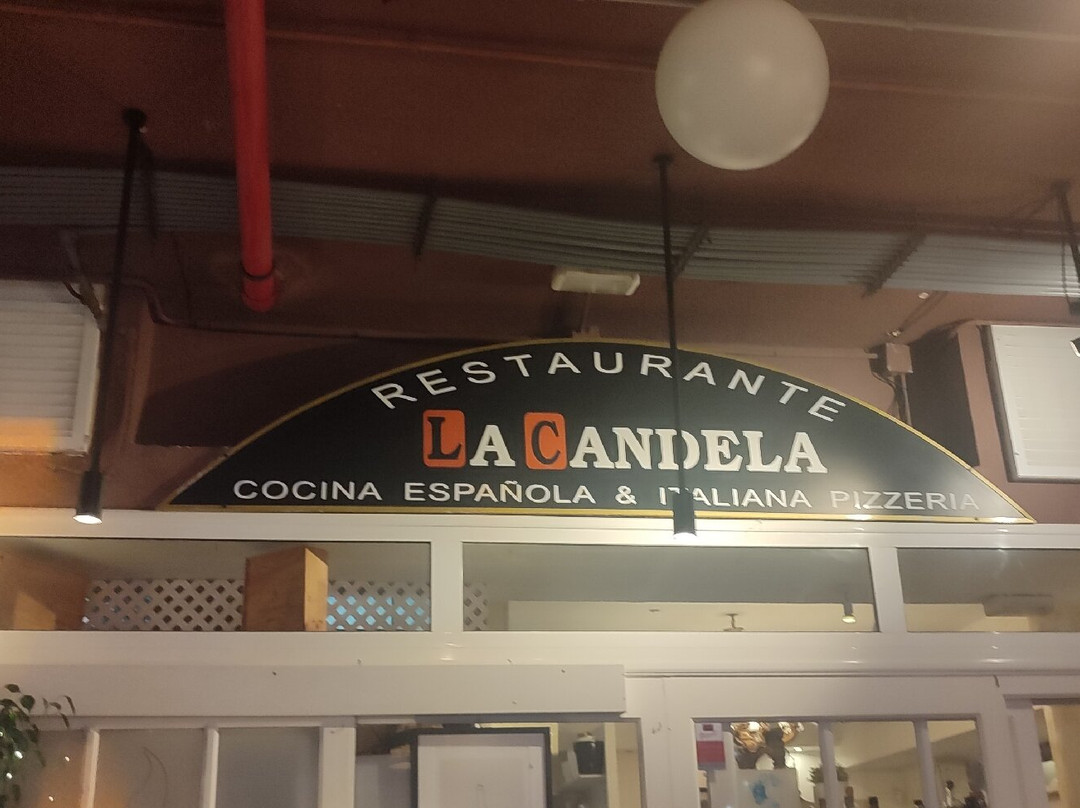 RESTAURANTE
LA CANDELA
COCINA ESPAÑOLA & ITALIANA PIZZERIA